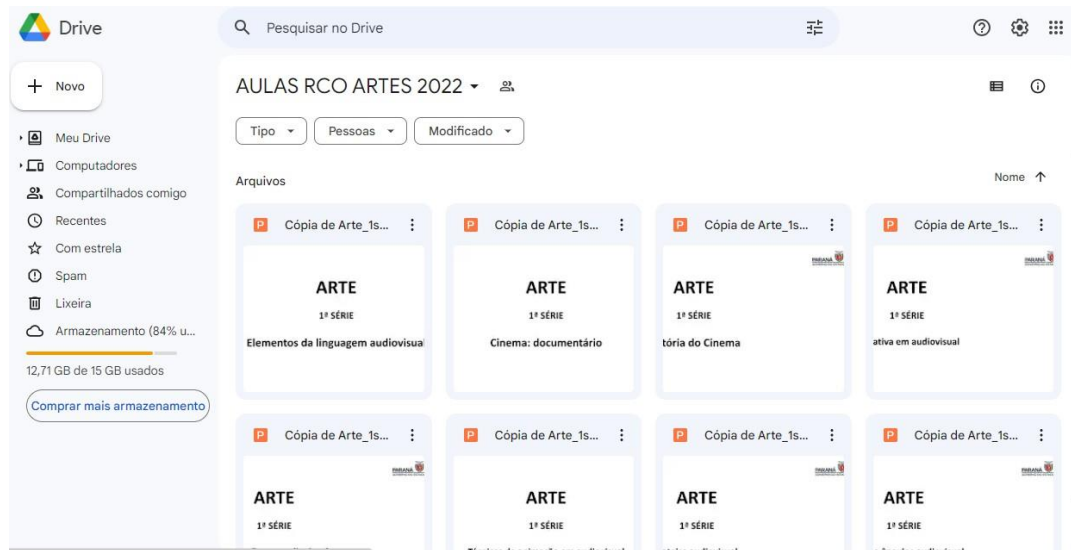 Drive
Pesquisar no Drive
Novo
AULAS RCO ARTES 2022
Tipo
Pessoas
Modificado
Meu Drive
Computadores
Compartilhados comigo
Recentes
Com estrela
Spam
Lixeira
Armazenamento (84% u...
12,71 GB de 15 GB usados
Comprar mais armazenamento
Arquivos
Nome
Cópia de Arte_1s...
Cópia de Arte_1s...
Cópia de Arte_1s...
Cópia de Arte_1s...
ARTE
1ª SÉRIE
Elementos da linguagem audiovisual
ARTE
1ª SÉRIE
Cinema: documentário
PARANÁ
ARTE
1ª SÉRIE
tória do Cinema
PARANÁ
ARTE
1ª SÉRIE
ativa em audiovisual
Cópia de Arte_1s...
Cópia de Arte_1s...
Cópia de Arte_1s...
Cópia de Arte_1s...
PARANÁ
ARTE
1ª SÉRIE
ARTE
1ª SÉRIE
PARANÁ
ARTE
1ª SÉRIE
PARANÁ
ARTE
1ª SÉRIE